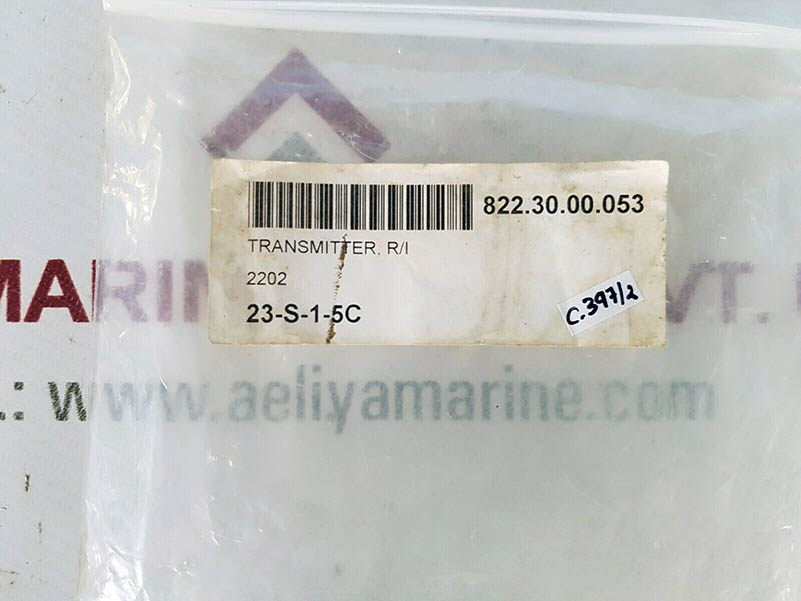 822.30.00.053
TRANSMITTER, R/I
2202
23-S-1-5C
C.397/2
MARIN VT.
.: www.aeliyamarine.com